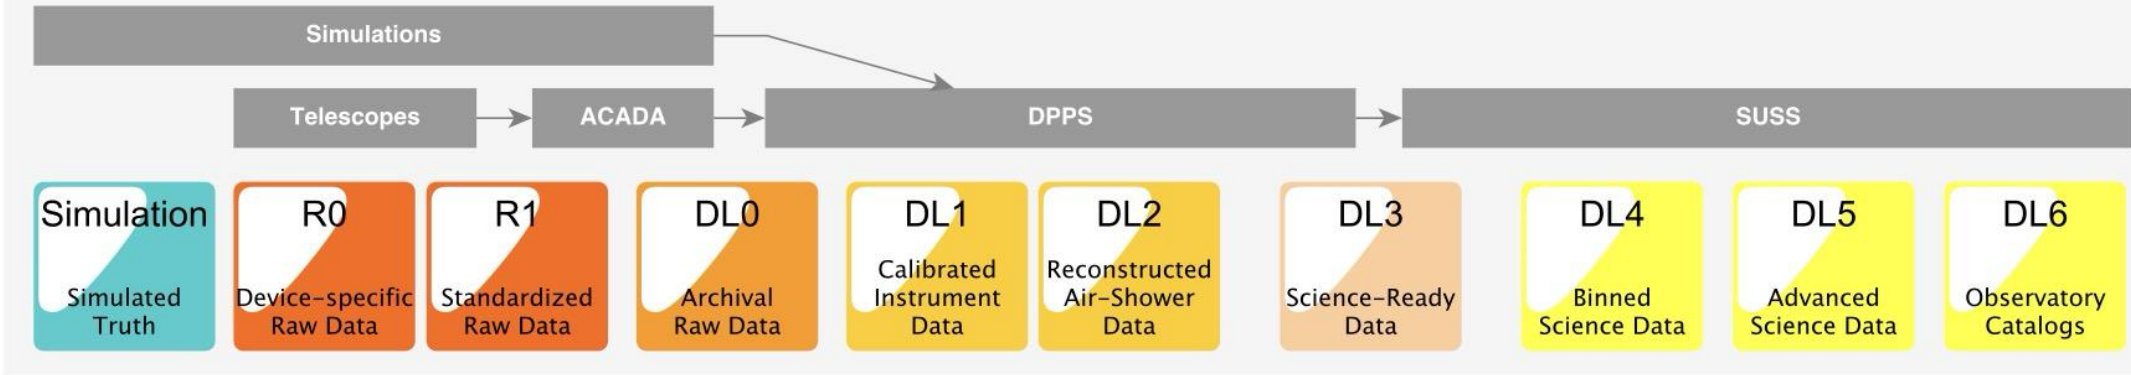 Simulations
Telescopes
ACADA
DPPS
SUSS
Simulation
Simulated
Truth
R0
Device-specific
Raw Data
R1
Standardized
Raw Data
DL0
Archival
Raw Data
DL1
Calibrated
Instrument
Data
DL2
Reconstructed
Air-Shower
Data
DL3
Science-Ready
Data
DL4
Binned
Science Data
DL5
Advanced
Science Data
DL6
Observatory
Catalogs